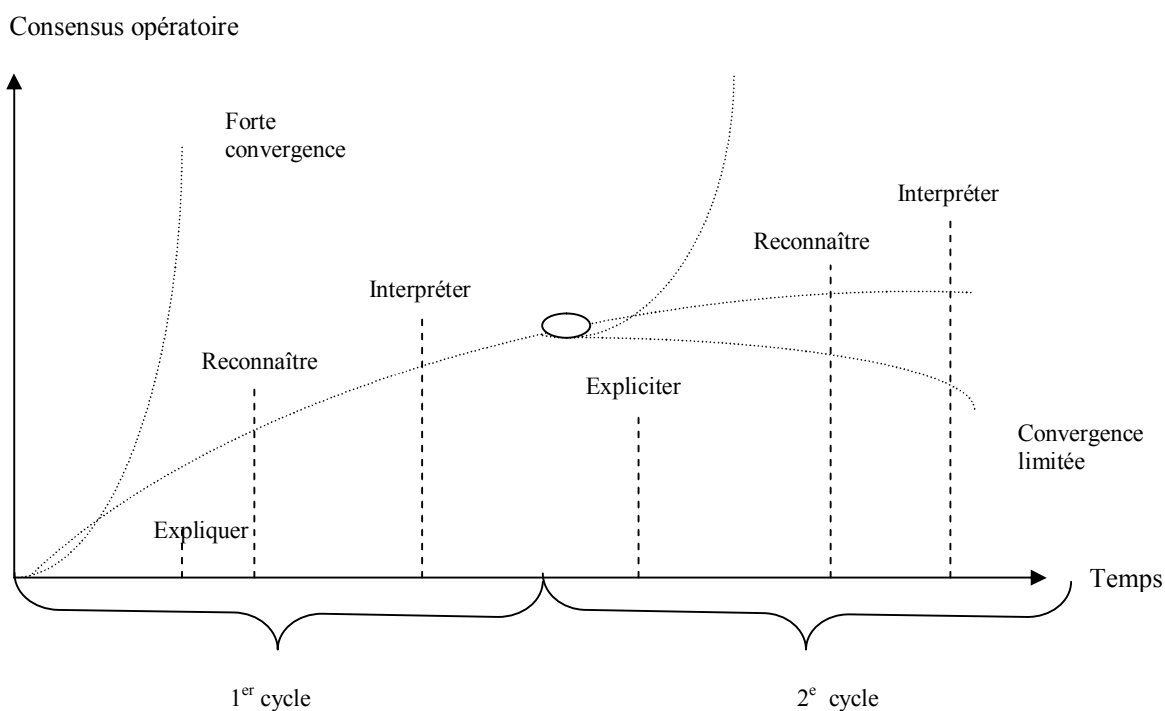 Consensus opératoire
Forte
convergence
Interpréter
Reconnaître
Interpréter
Reconnaître
Expliciter
Convergence
limitée
Expliquer
Temps
1er cycle
2e cycle